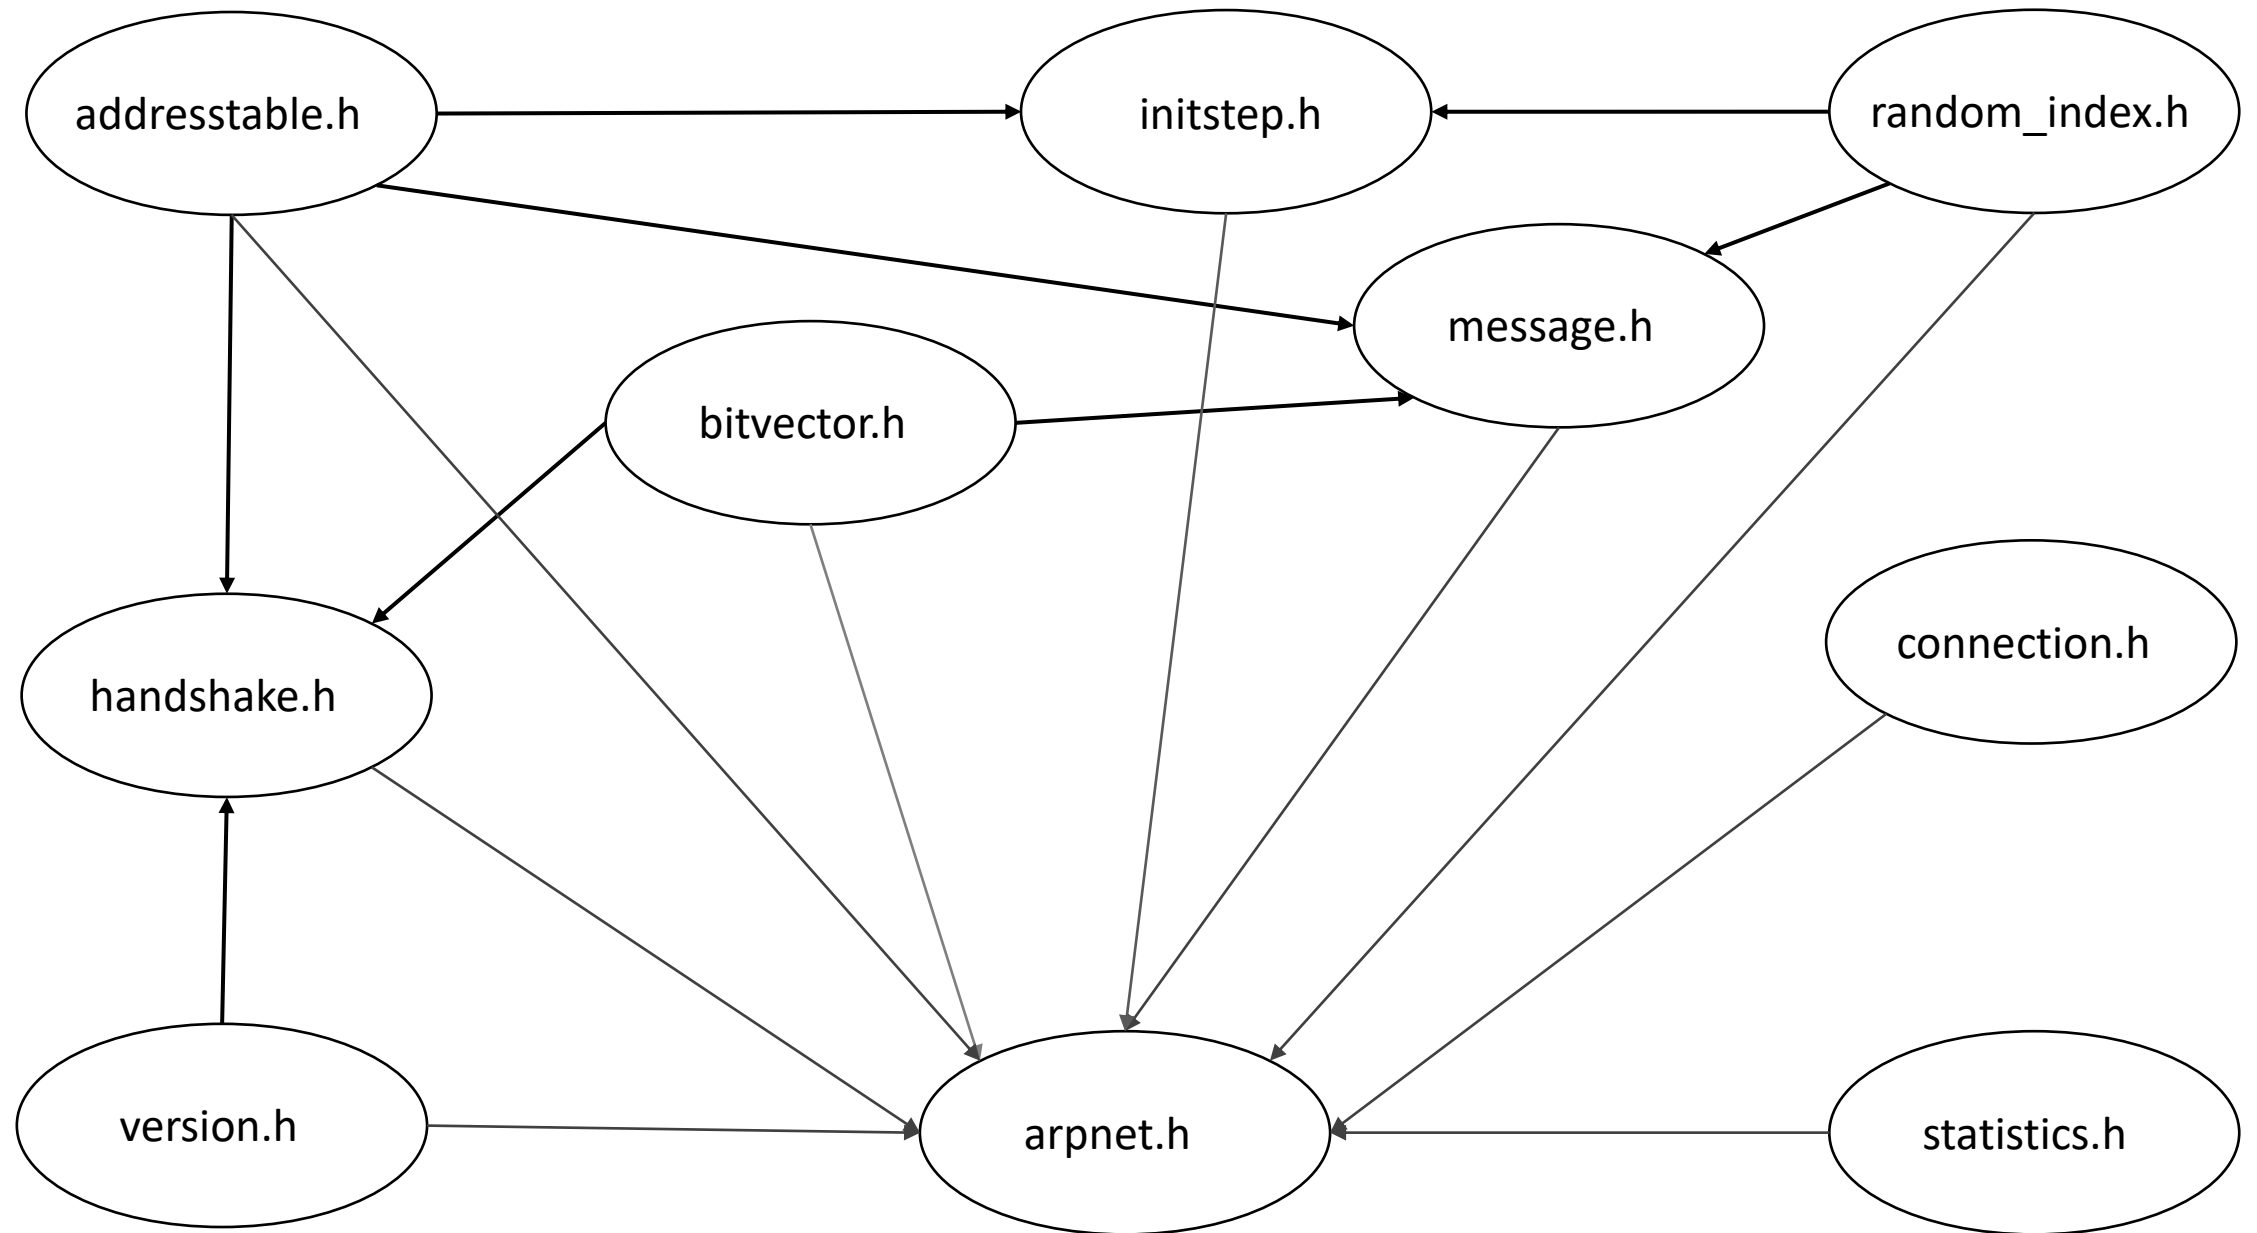 addresstable.h
initstep.h
random_index.h
message.h
bitvector.h
connection.h
handshake.h
version.h
arpnet.h
statistics.h